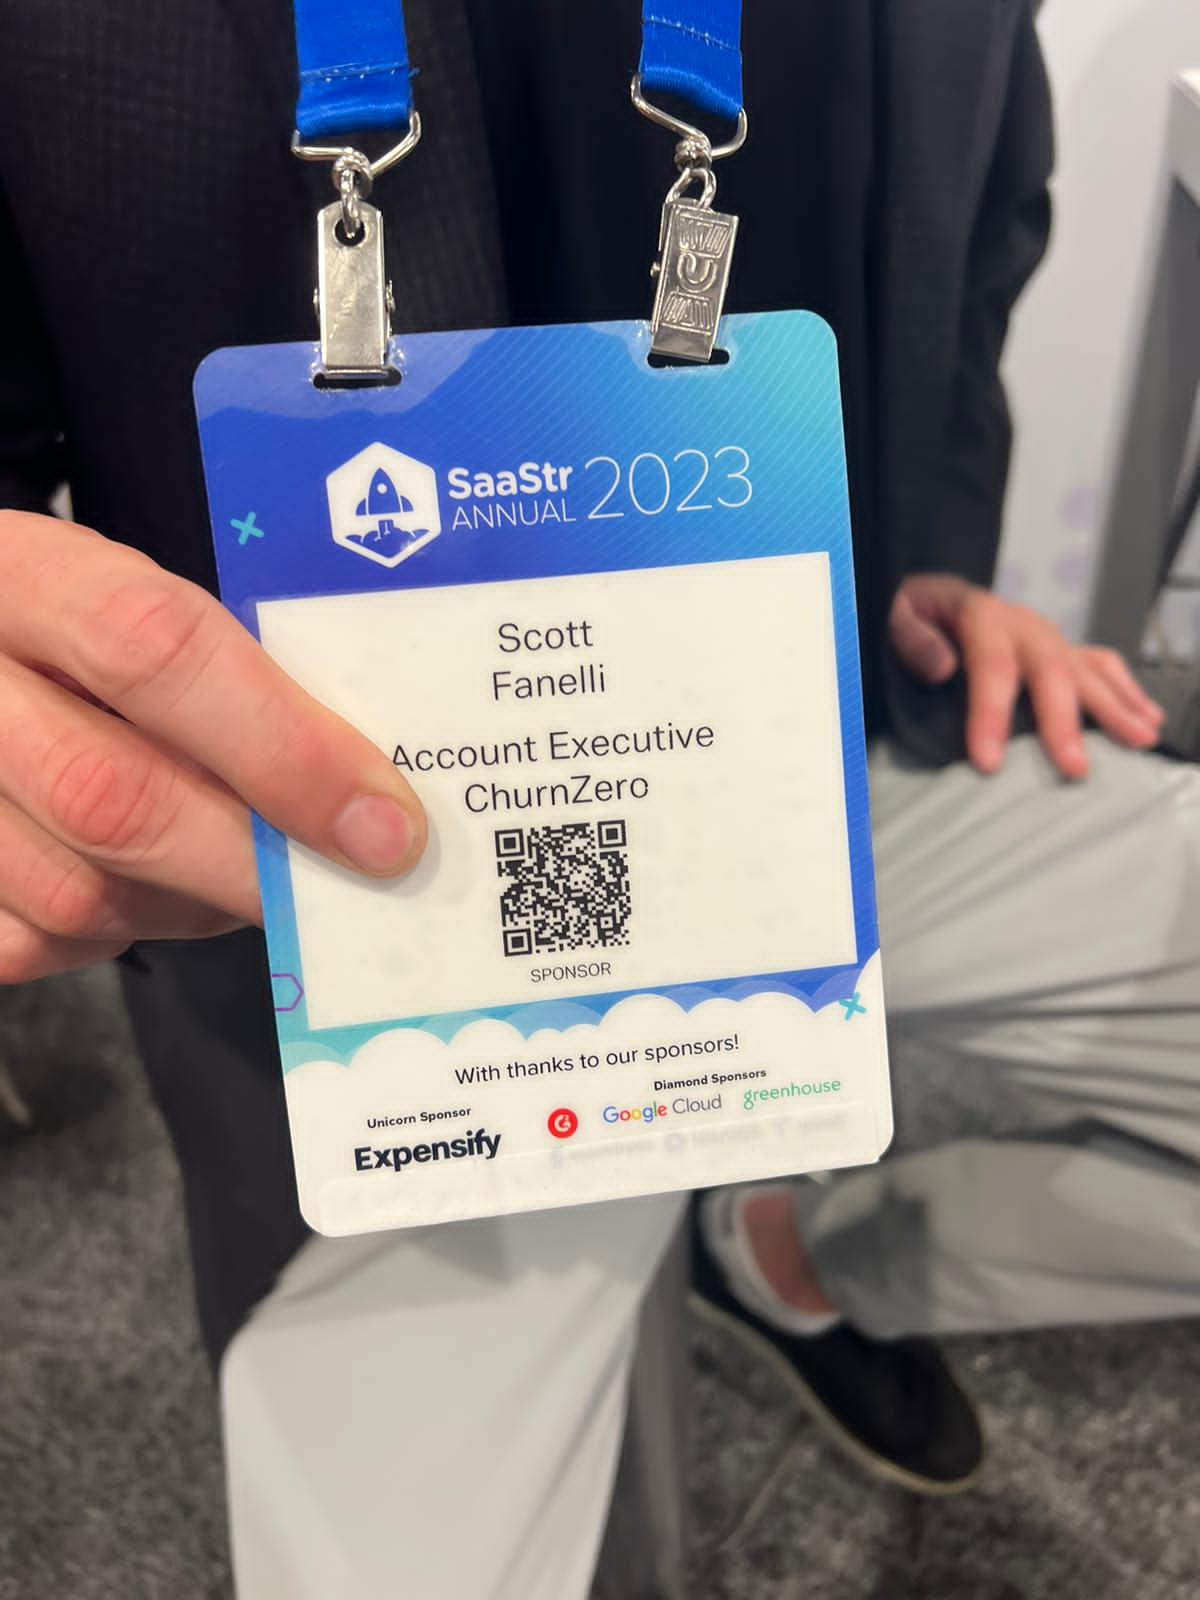 SaaStr
ANNUAL 2023
Scott
Fanelli
Account Executive
ChurnZero
SPONSOR
With thanks to our sponsors!
Unicorn Sponsor
Expensify
Diamond Sponsors
Google Cloud
greenhouse